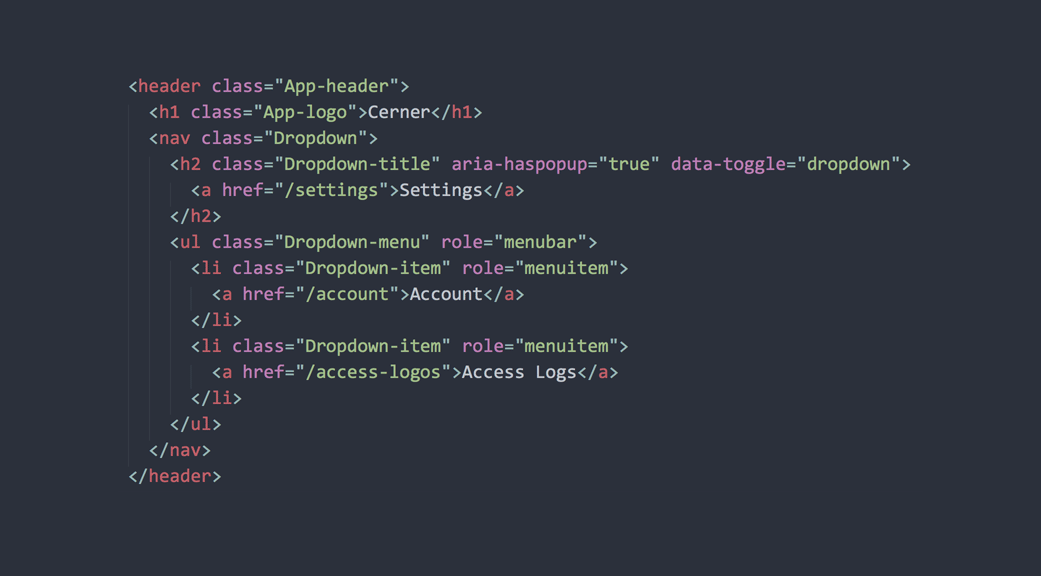 <header class="App-header">
<h1 class="App-logo">Cerner</h1>
<nav class="Dropdown">
<h2 class="Dropdown-title" aria-haspopup="true" data-toggle="dropdown">
<a href="/settings">Settings</a>
</h2>
<ul class="Dropdown-menu" role="menubar">
<li class="Dropdown-item" role="menuitem">
<a href="/account">Account</a>
</li>
<li class="Dropdown-item" role="menuitem">
<a href="/access-logos">Access Logs</a>
</li>
</ul>
</nav>
</header>